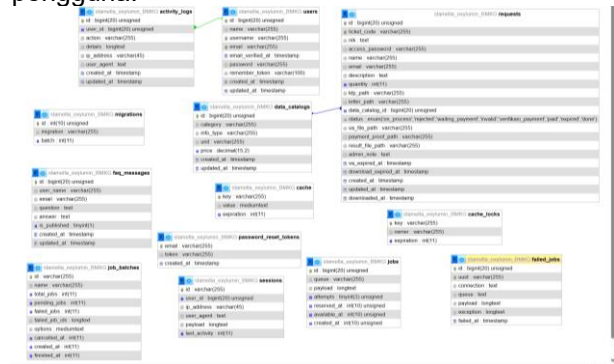 pengguna.
activity_logs
id : bigint(20) unsigned
user_id : bigint(20) unsigned
action : varchar(255)
details : longtext
ip_address : varchar(45)
user_agent : text
created_at : timestamp
updated_at : timestamp
users
id : bigint(20) unsigned
name : varchar(255)
username : varchar(255)
email : varchar(255)
email_verified_at : timestamp
password : varchar(255)
remember_token : varchar(100)
created_at : timestamp
updated_at : timestamp
requests
id : bigint(20) unsigned
ticket_code : varchar(255)
nik : text
access_password : varchar(255)
name : varchar(255)
email : varchar(255)
description : text
quantity : int(11)
ktp_path : varchar(255)
letter_path : varchar(255)
data_catalog_id : bigint(20) unsigned
va_file_path : varchar(255)
payment_proof_path : varchar(255)
result_file_path : varchar(255)
admin_note : text
va_expired_at : timestamp
download_expired_at : timestamp
created_at : timestamp
updated_at : timestamp
downloaded_at : timestamp
migrations
id : int(10) unsigned
migration : varchar(255)
batch : int(11)
data_catalogs
id : bigint(20) unsigned
category : varchar(255)
info_type : varchar(255)
unit : varchar(255)
price : decimal(15,2)
created_at : timestamp
updated_at : timestamp
faq_messages
id : bigint(20) unsigned
user_name : varchar(255)
email : varchar(255)
question : text
answer : text
is_published : tinyint(1)
created_at : timestamp
updated_at : timestamp
cache
key : varchar(255)
value : mediumtext
expiration : int(11)
cache_locks
key : varchar(255)
owner : varchar(255)
expiration : int(11)
password_reset_tokens
email : varchar(255)
token : varchar(255)
created_at : timestamp
job_batches
id : varchar(255)
name : varchar(255)
total_jobs : int(11)
pending_jobs : int(11)
failed_jobs : int(11)
failed_job_ids : longtext
options : mediumtext
cancelled_at : int(11)
created_at : int(11)
finished_at : int(11)
sessions
id : varchar(255)
user_id : bigint(20) unsigned
ip_address : varchar(45)
user_agent : text
payload : longtext
last_activity : int(11)
jobs
id : bigint(20) unsigned
queue : varchar(255)
payload : longtext
attempts : tinyint(3) unsigned
reserved_at : int(10) unsigned
available_at : int(10) unsigned
created_at : int(10) unsigned
failed_jobs
id : bigint(20) unsigned
uuid : varchar(255)
connection : text
queue : text
payload : longtext
exception : longtext
failed_at : timestamp